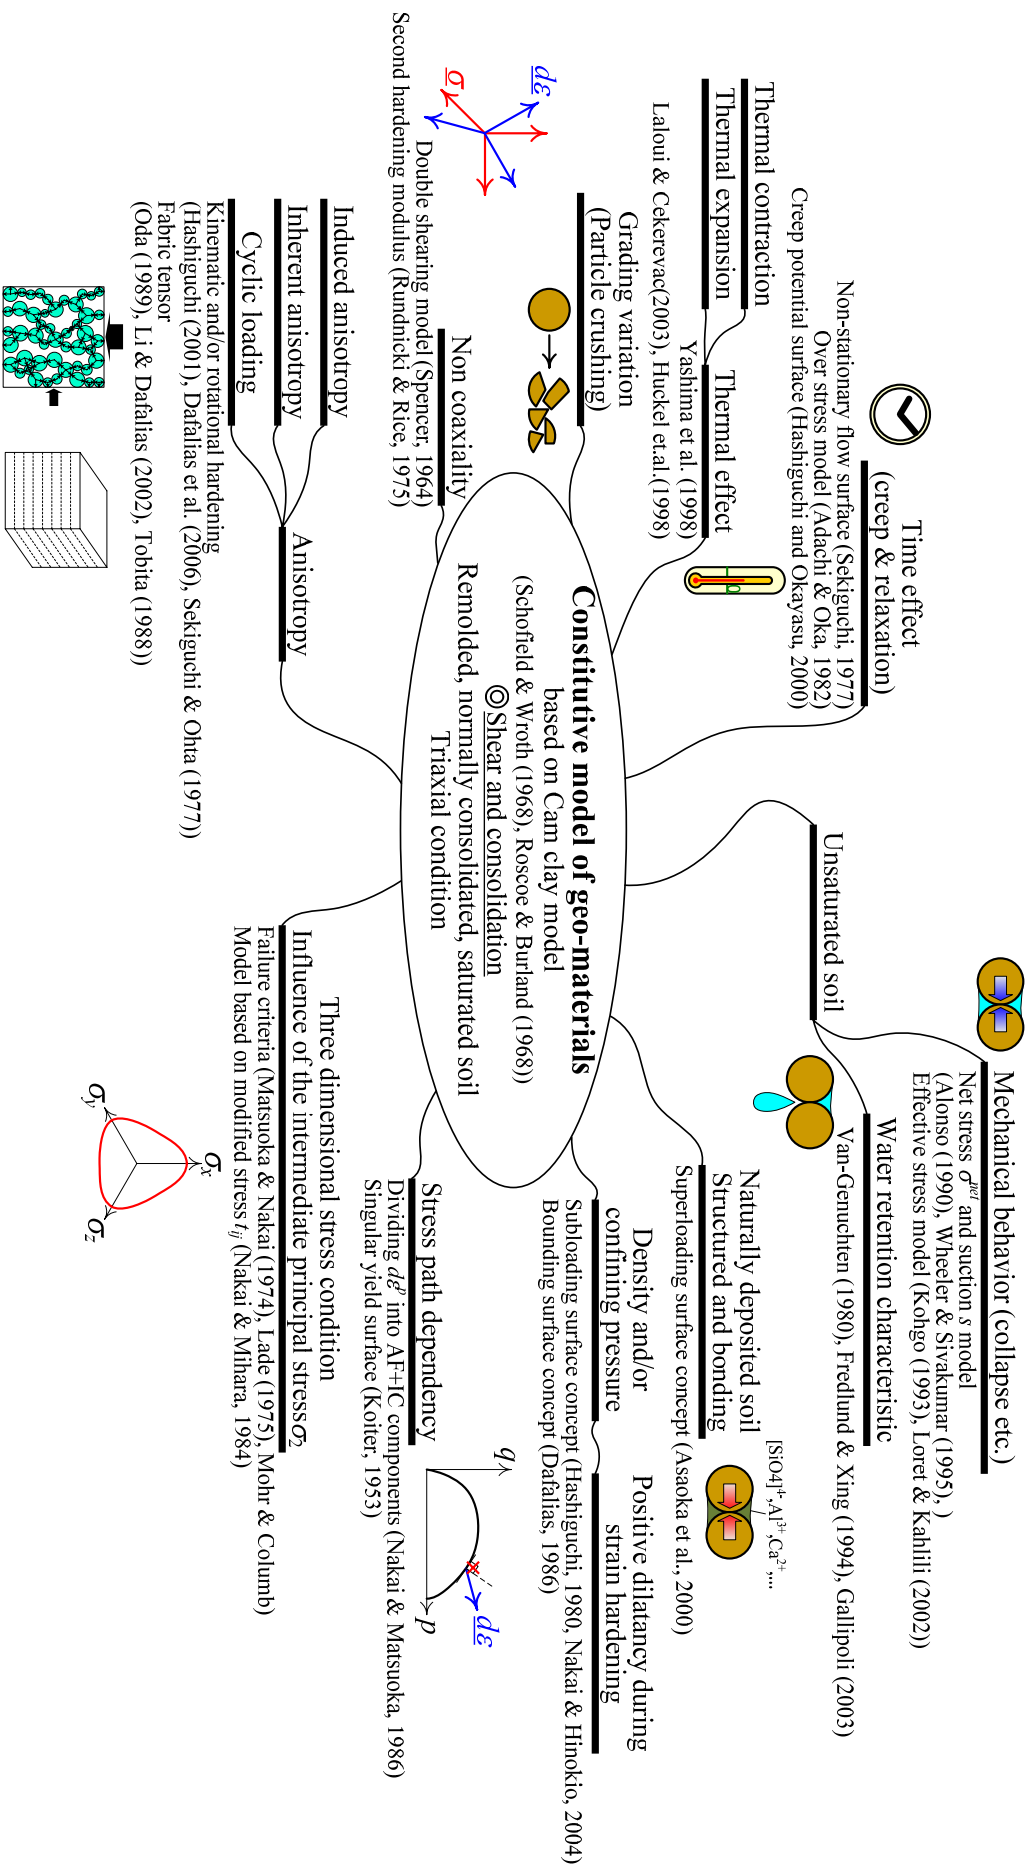 Time effect
(creep & relaxation)
Non-stationary flow surface (Sekiguchi, 1977)
Over stress model (Adachi & Oka, 1982)
Creep potential surface (Hashiguchi and Okayasu, 2000)
Thermal contraction
Thermal expansion
Thermal effect
Yashima et al. (1998)
Laloui & Cekerevac(2003), Huckel et.al.(1998)
Grading variation
(Particle crushing)
dε
σ
Non coaxiality
Double shearing model (Spencer, 1964)
Second hardening modulus (Rundnicki & Rice, 1975)
Induced anisotropy
Inherent anisotropy
Cyclic loading
Anisotropy
Kinematic and/or rotational hardening
(Hashiguchi (2001), Dafalias et al. (2006), Sekiguchi & Ohta (1977))
Fabric tensor
(Oda (1989), Li & Dafalias (2002), Tobita (1988))
Constitutive model of geo-materials
based on Cam clay model
(Schofield & Wroth (1968), Roscoe & Burland (1968))
◎Shear and consolidation
Remolded, normally consolidated, saturated soil
Triaxial condition
Unsaturated soil
Mechanical behavior (collapse etc.)
Net stress σnet and suction s model
(Alonso (1990), Wheeler & Sivakumar (1995), )
Effective stress model (Kohgo (1993), Loret & Kahlili (2002))
Water retention characteristic
Van-Genuchten (1980), Fredlund & Xing (1994), Gallipoli (2003)
[SiO4]4-,Al3+,Ca2+,...
Naturally deposited soil
Structured and bonding
Superloading surface concept (Asaoka et al., 2000)
Density and/or
confining pressure
Positive dilatancy during
strain hardening
Subloading surface concept (Hashiguchi, 1980, Nakai & Hinokio, 2004)
Bounding surface concept (Dafalias, 1986)
Stress path dependency
Dividing dεp into AF+IC components (Nakai & Matsuoka, 1986)
Singular yield surface (Koiter, 1953)
q
p
dε
Three dimensional stress condition
Influence of the intermediate principal stressσ2
Failure criteria (Matsuoka & Nakai (1974), Lade (1975), Mohr & Columb)
Model based on modified stress tij (Nakai & Mihara, 1984)
σx
σy
σz